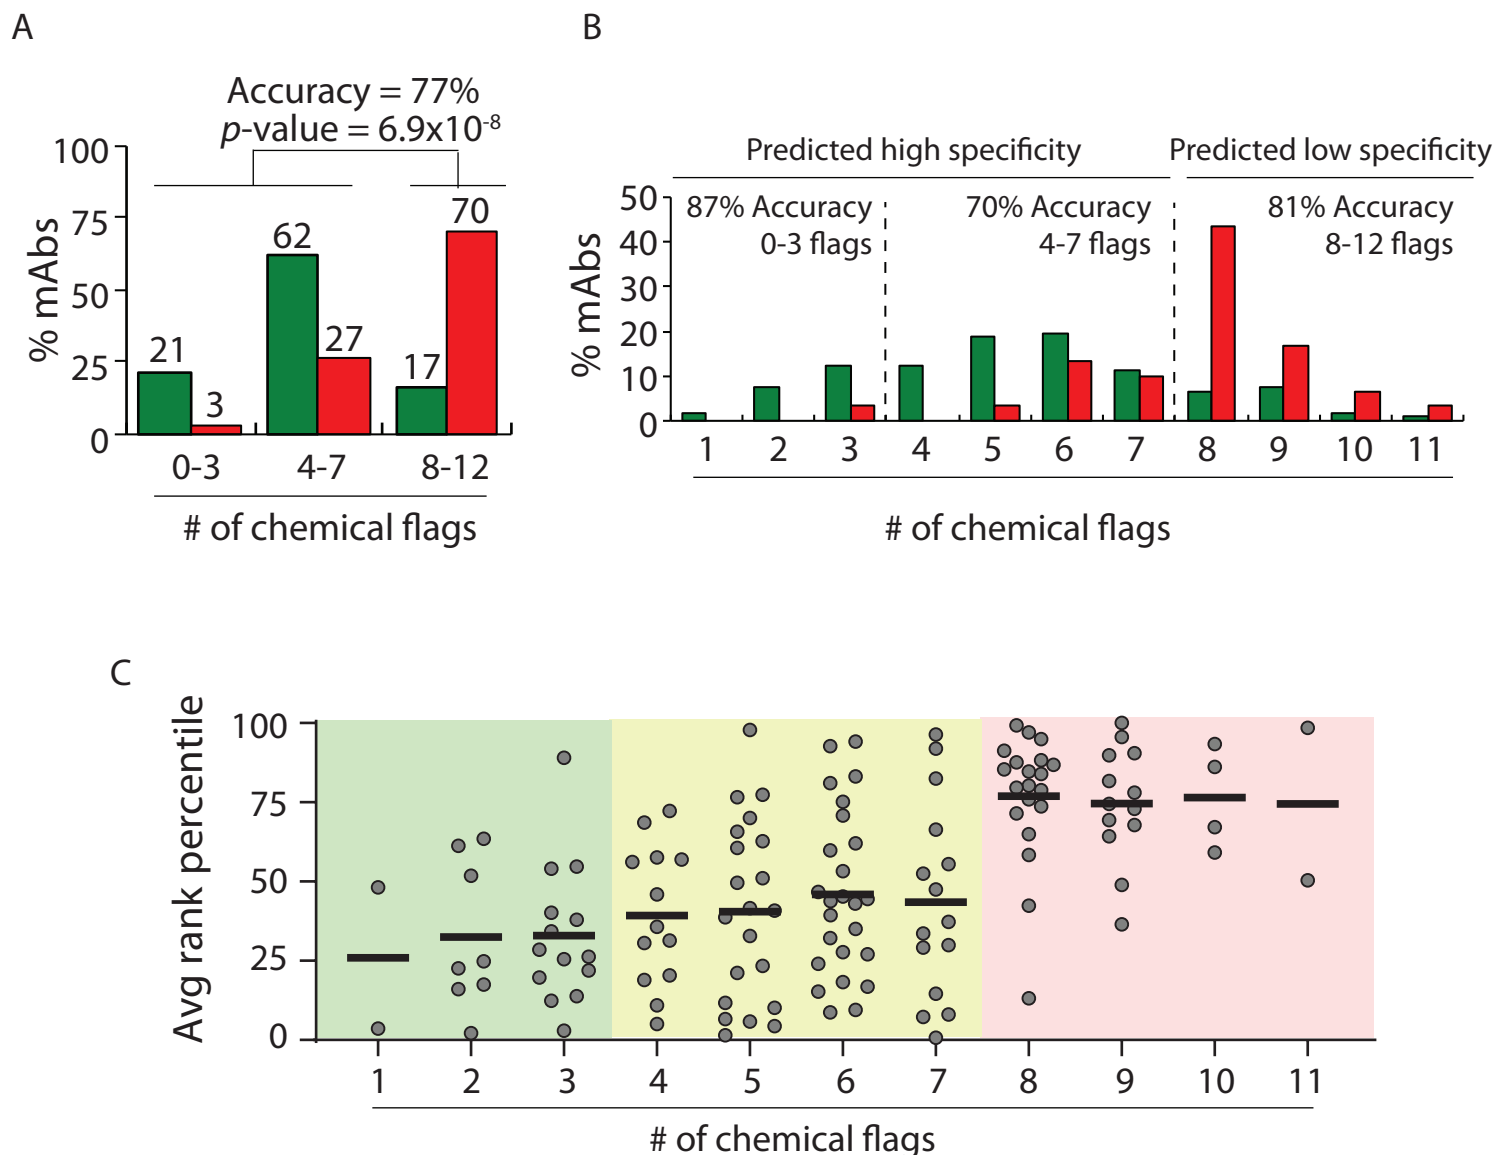 A
Accuracy = 77%
p-value = 6.9x10-8
% mAbs
100
75
50
25
0
21
3
62
27
17
70
0-3
4-7
8-12
# of chemical flags
B
Predicted high specificity
Predicted low specificity
% mAbs
50
40
30
20
10
0
87% Accuracy
0-3 flags
70% Accuracy
4-7 flags
81% Accuracy
8-12 flags
1 2 3 4 5 6 7 8 9 10 11
# of chemical flags
C
Avg rank percentile
100
75
50
25
0
1 2 3 4 5 6 7 8 9 10 11
# of chemical flags